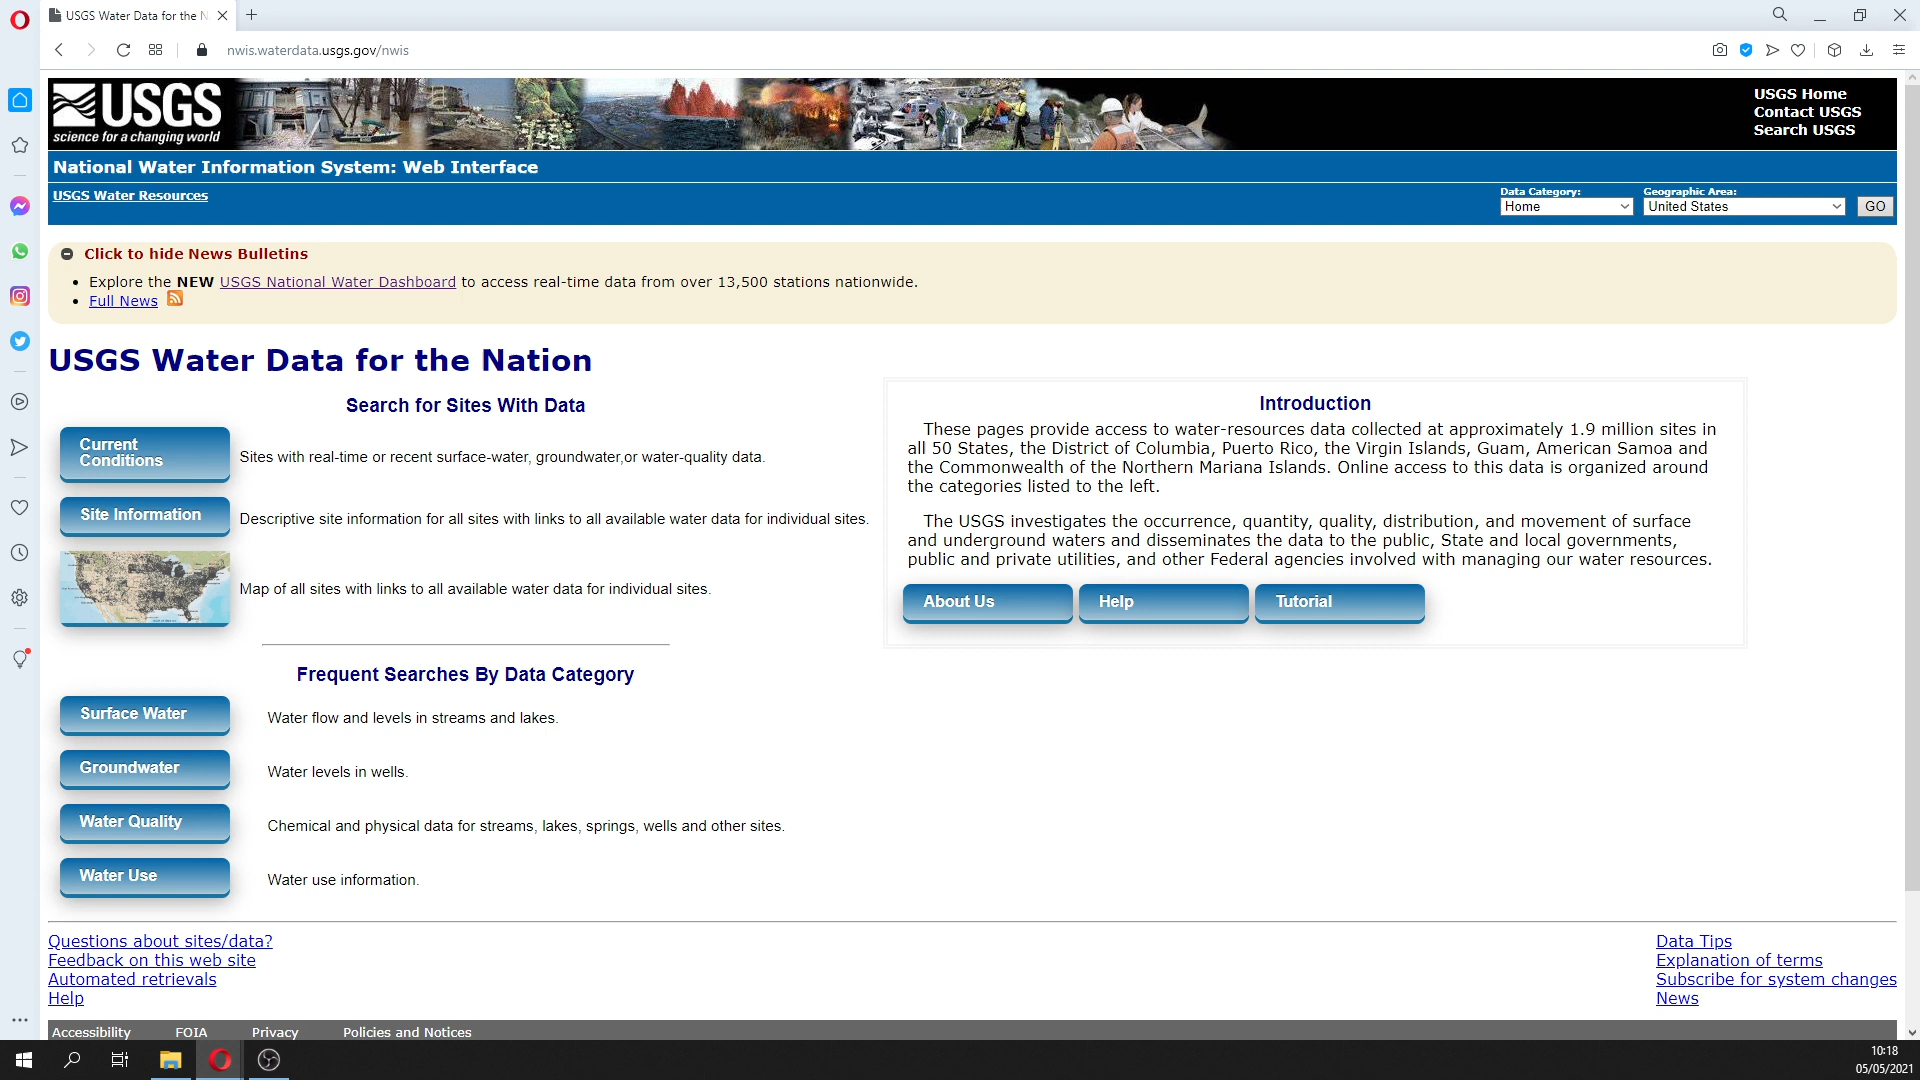 USGS Water Data for the N
nwis.waterdata.usgs.gov/nwis
USGS
science for a changing world
USGS Home
Contact USGS
Search USGS
National Water Information System: Web Interface
USGS Water Resources
Data Category:
Home
Geographic Area:
United States
GO
Click to hide News Bulletins
Explore the NEW USGS National Water Dashboard to access real-time data from over 13,500 stations nationwide.
Full News
USGS Water Data for the Nation
Search for Sites With Data
Current
Conditions
Sites with real-time or recent surface-water, groundwater,or water-quality data.
Site Information
Descriptive site information for all sites with links to all available water data for individual sites.
Map of all sites with links to all available water data for individual sites.
Introduction
These pages provide access to water-resources data collected at approximately 1.9 million sites in
all 50 States, the District of Columbia, Puerto Rico, the Virgin Islands, Guam, American Samoa and
the Commonwealth of the Northern Mariana Islands. Online access to this data is organized around
the categories listed to the left.
The USGS investigates the occurrence, quantity, quality, distribution, and movement of surface
and underground waters and disseminates the data to the public, State and local governments,
public and private utilities, and other Federal agencies involved with managing our water resources.
About Us
Help
Tutorial
Frequent Searches By Data Category
Surface Water
Water flow and levels in streams and lakes.
Groundwater
Water levels in wells.
Water Quality
Chemical and physical data for streams, lakes, springs, wells and other sites.
Water Use
Water use information.
Questions about sites/data?
Feedback on this web site
Automated retrievals
Help
Data Tips
Explanation of terms
Subscribe for system changes
News
Accessibility
FOIA
Privacy
Policies and Notices
10:18
05/05/2021